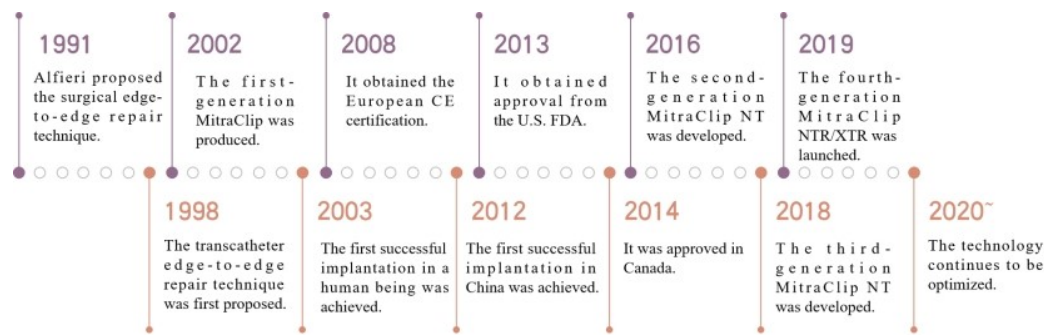 1991
Alfieri proposed
the surgical edge-
to-edge repair
technique.
2002
The first-
generation
MitraClip was
produced.
2008
It obtained the
European CE
certification.
2013
It obtained
approval from
the U.S. FDA.
2016
The second-
generation
MitraClip NT
was developed.
2019
The fourth-
generation
MitraClip
NTR/XTR was
launched.
1998
The transcatheter
edge-to-edge
repair technique
was first proposed.
2003
The first successful
implantation in a
human being was
achieved.
2012
The first successful
implantation in
China was achieved.
2014
It was approved in
Canada.
2018
The third-
generation
MitraClip NT
was developed.
2020~
The technology
continues to be
optimized.